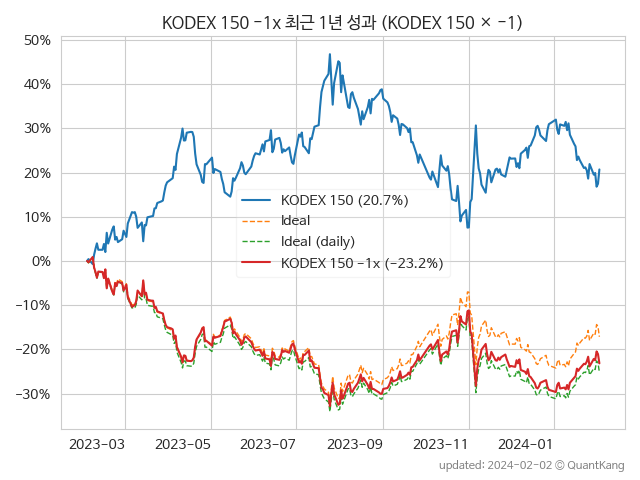 KODEX 150 −1x 최근 1년 성과 (KODEX 150 × −1)
50%
40%
30%
20%
10%
0%
−10%
−20%
−30%
KODEX 150 (20.7%)
Ideal
Ideal (daily)
KODEX 150 −1x (−23.2%)
2023-03 2023-05 2023-07 2023-09 2023-11 2024-01
updated: 2024-02-02 © QuantKang